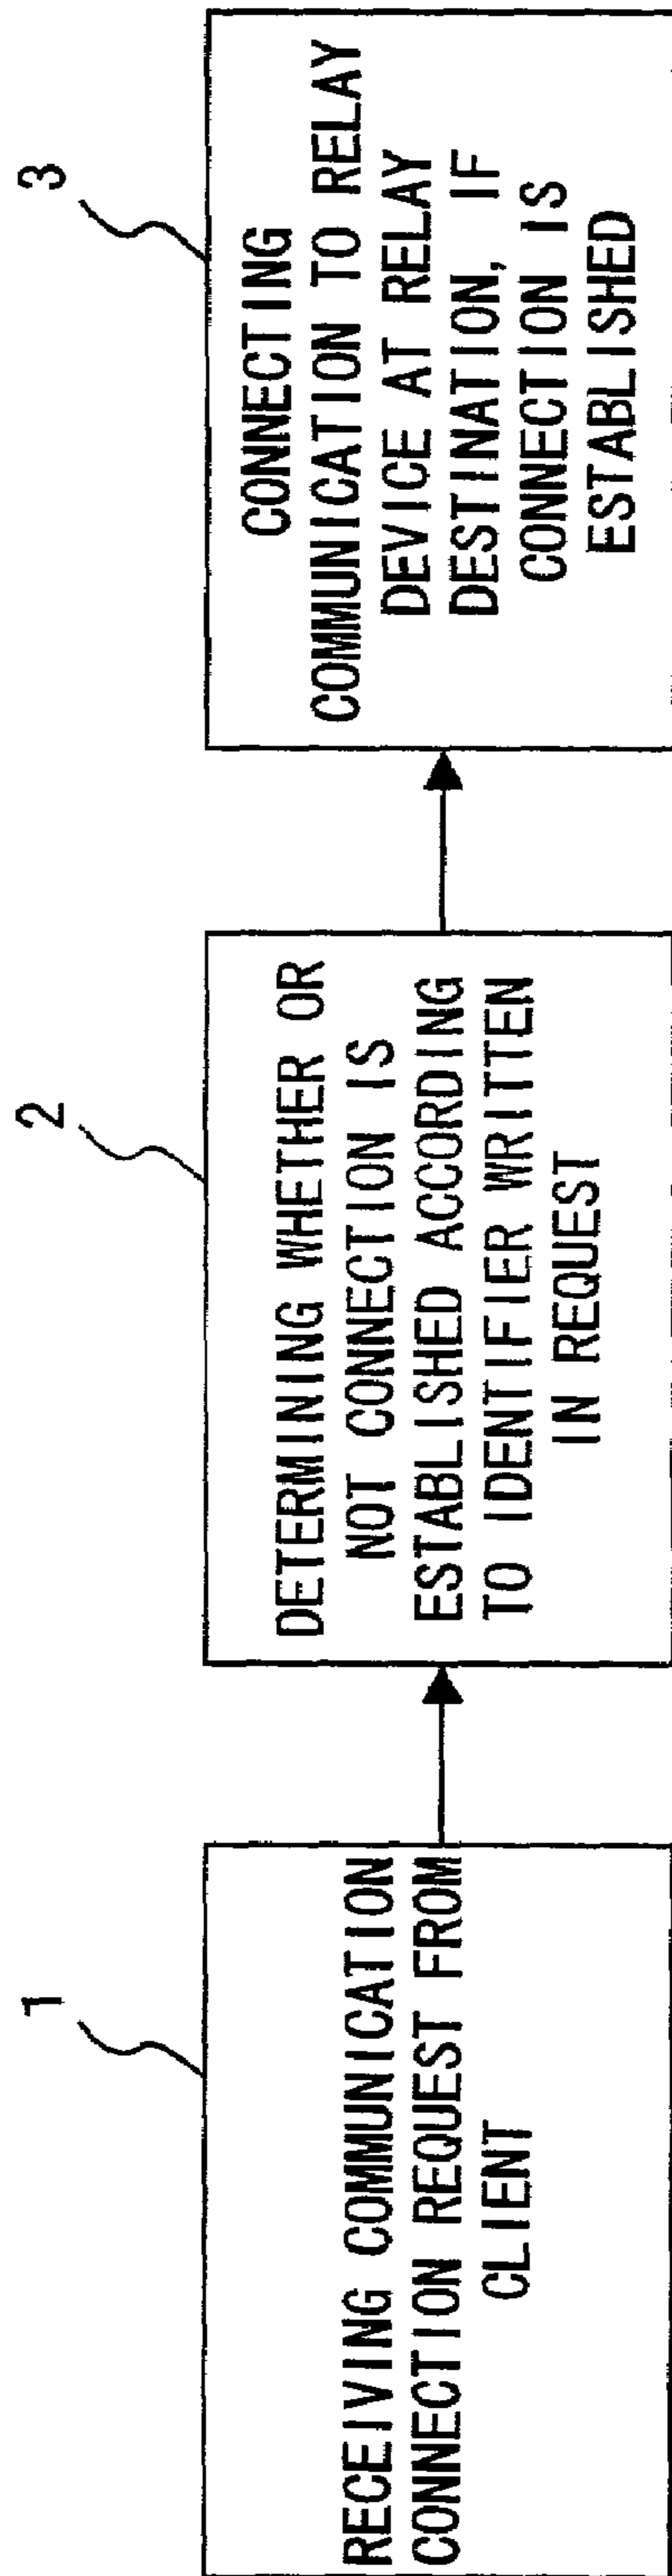 1
RECEIVING COMMUNICATION
CONNECTION REQUEST FROM
CLIENT
2
DETERMINING WHETHER OR
NOT CONNECTION IS
ESTABLISHED ACCORDING
TO IDENTIFIER WRITTEN
IN REQUEST
3
CONNECTING
COMMUNICATION TO RELAY
DEVICE AT RELAY
DESTINATION, IF
CONNECTION IS
ESTABLISHED